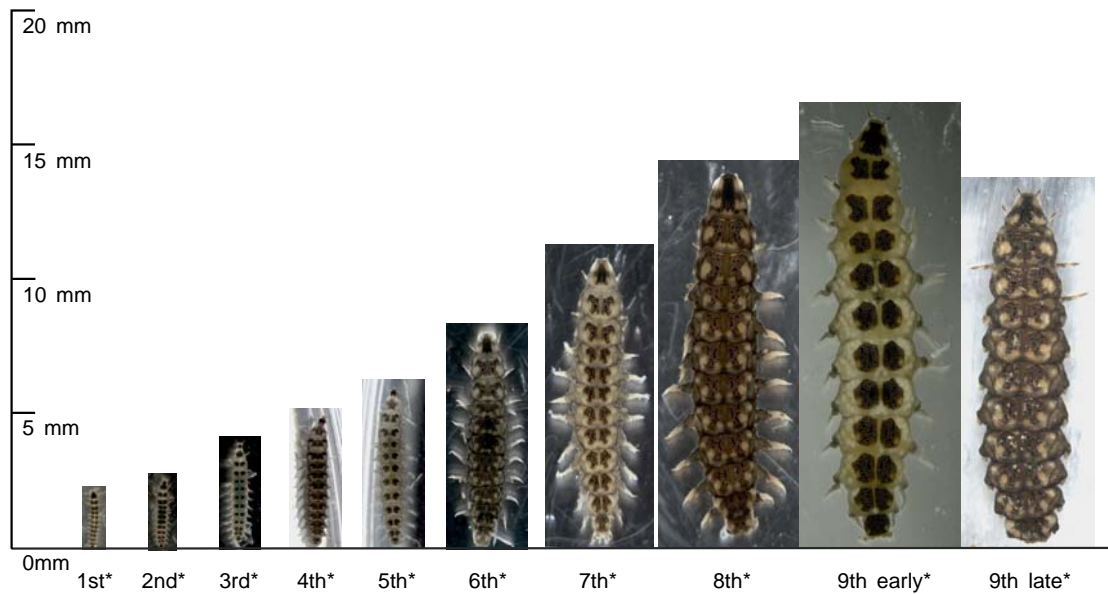 20 mm
15 mm
10 mm
5 mm
0mm
1st* 2nd* 3rd* 4th* 5th* 6th* 7th* 8th* 9th early* 9th late*